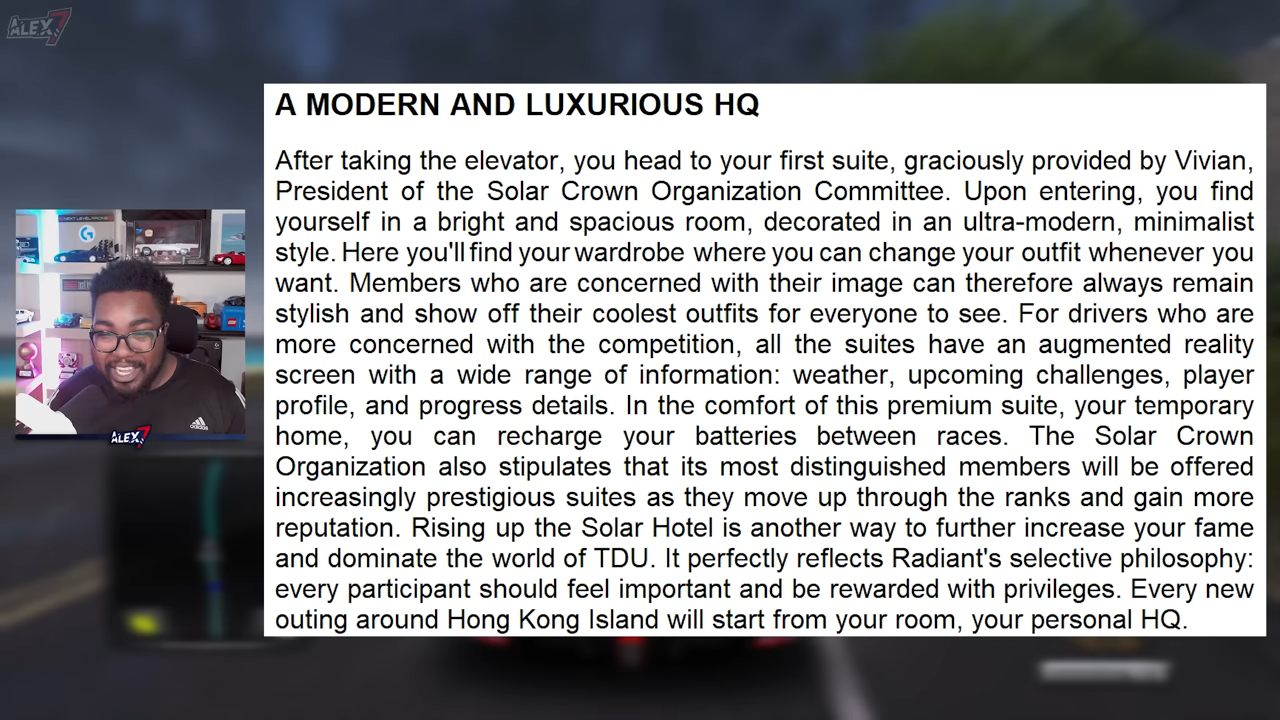 ALEX7
A MODERN AND LUXURIOUS HQ
After taking the elevator, you head to your first suite, graciously provided by Vivian,
President of the Solar Crown Organization Committee. Upon entering, you find
yourself in a bright and spacious room, decorated in an ultra-modern, minimalist
style. Here you'll find your wardrobe where you can change your outfit whenever you
want. Members who are concerned with their image can therefore always remain
stylish and show off their coolest outfits for everyone to see. For drivers who are
more concerned with the competition, all the suites have an augmented reality
screen with a wide range of information: weather, upcoming challenges, player
profile, and progress details. In the comfort of this premium suite, your temporary
home, you can recharge your batteries between races. The Solar Crown
Organization also stipulates that its most distinguished members will be offered
increasingly prestigious suites as they move up through the ranks and gain more
reputation. Rising up the Solar Hotel is another way to further increase your fame
and dominate the world of TDU. It perfectly reflects Radiant's selective philosophy:
every participant should feel important and be rewarded with privileges. Every new
outing around Hong Kong Island will start from your room, your personal HQ.
adidas
ALEX7